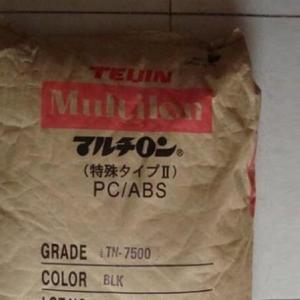 TEIJIN
Multilon
マルチロン®
(特殊タイプⅡ)
PC/ABS
GRADE TN-7500
COLOR BLK